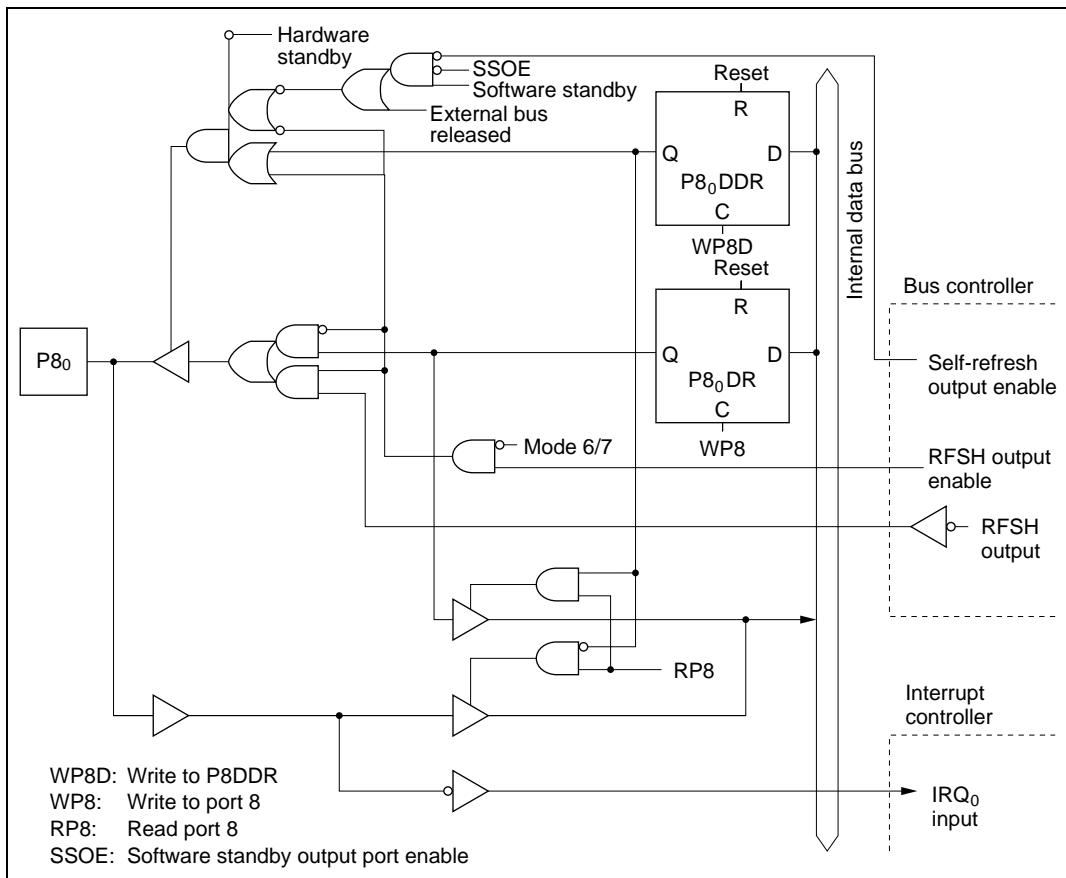 Hardware
standby
SSOE
Software standby
External bus
released
Reset
R
Q
D
P8₀DDR
C
WP8D
Reset
R
Q
D
P8₀DR
C
WP8
Internal data bus
Bus controller
Self-refresh
output enable
P8₀
Mode 6/7
RFSH output
enable
RFSH
output
RP8
Interrupt
controller
IRQ₀
input
WP8D: Write to P8DDR
WP8: Write to port 8
RP8: Read port 8
SSOE: Software standby output port enable